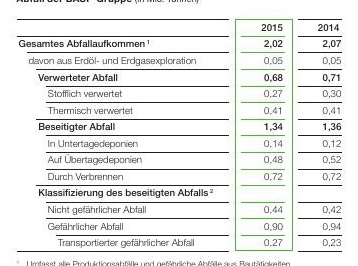 Abfall der BASF-Gruppe (in Mio. Tonnen)
2015 2014
Gesamtes Abfallaufkommen¹ 2,02 2,07
davon aus Erdöl- und Erdgasexploration 0,05 0,05
Verwerteter Abfall 0,68 0,71
Stofflich verwertet 0,27 0,30
Thermisch verwertet 0,41 0,41
Beseitigter Abfall 1,34 1,36
In Untertagedeponien 0,14 0,12
Auf Übertagedeponien 0,48 0,52
Durch Verbrennen 0,72 0,72
Klassifizierung des beseitigten Abfalls²
Nicht gefährlicher Abfall 0,44 0,42
Gefährlicher Abfall 0,90 0,94
Transportierter gefährlicher Abfall 0,27 0,23
¹ Umfasst alle Produktionsabfälle und gefährliche Abfälle aus Bautätigkeiten